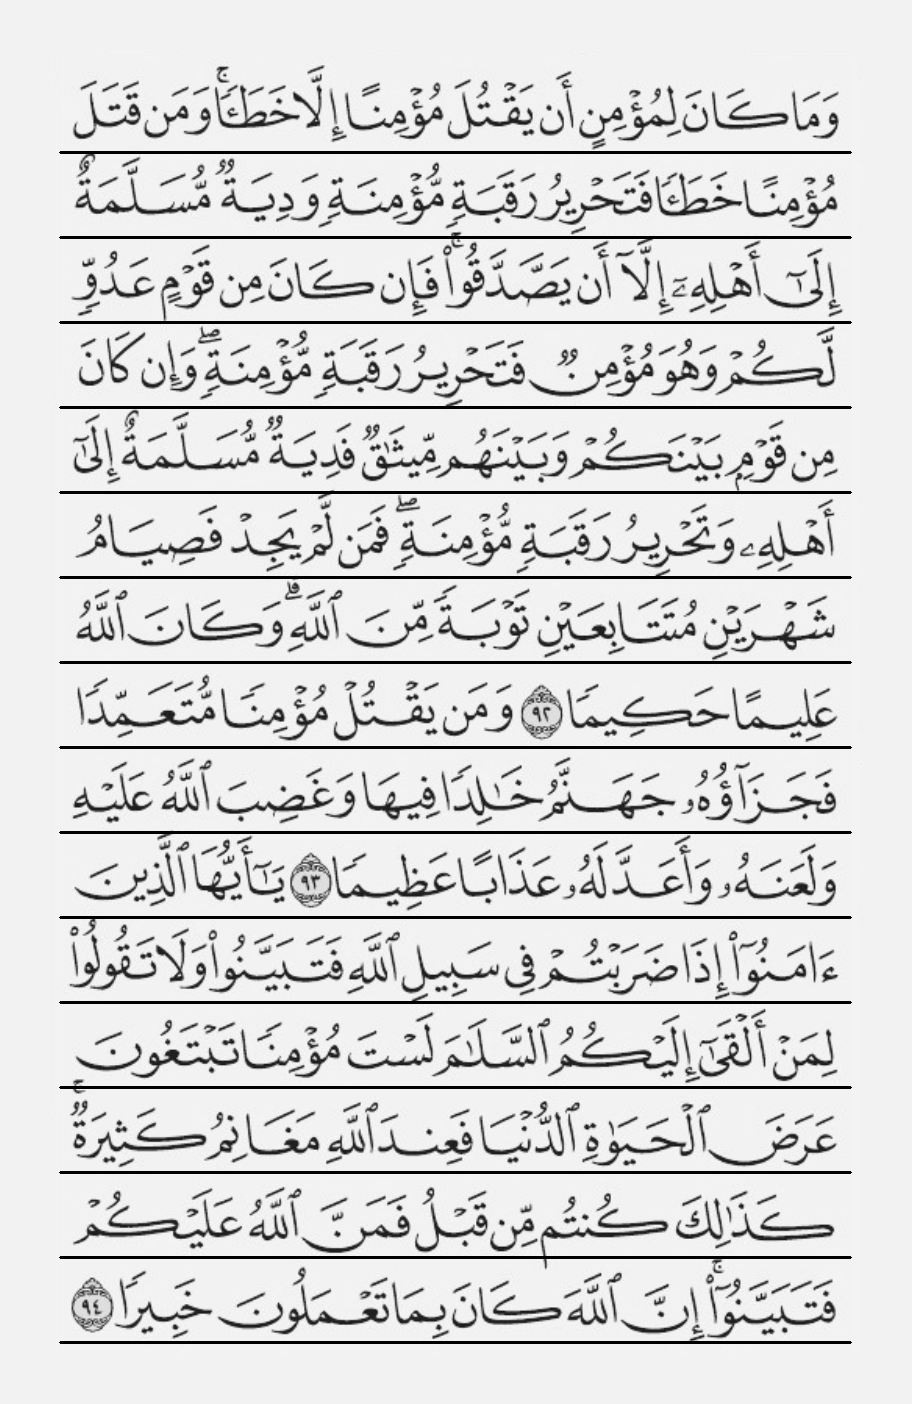 وَمَا كَانَ لِمُؤْمِنٍ أَن يَقْتُلَ مُؤْمِنًا إِلَّا خَطَـًٔا ۚ وَمَن قَتَلَ
مُؤْمِنًا خَطَـًٔا فَتَحْرِيرُ رَقَبَةٍ مُّؤْمِنَةٍ وَدِيَةٌ مُّسَلَّمَةٌ
إِلَىٰٓ أَهْلِهِۦٓ إِلَّآ أَن يَصَّدَّقُوا۟ ۚ فَإِن كَانَ مِن قَوْمٍ عَدُوٍّ
لَّكُمْ وَهُوَ مُؤْمِنٌ فَتَحْرِيرُ رَقَبَةٍ مُّؤْمِنَةٍ ۖ وَإِن كَانَ
مِن قَوْمٍۭ بَيْنَكُمْ وَبَيْنَهُم مِّيثَٰقٌ فَدِيَةٌ مُّسَلَّمَةٌ إِلَىٰٓ
أَهْلِهِۦ وَتَحْرِيرُ رَقَبَةٍ مُّؤْمِنَةٍ ۖ فَمَن لَّمْ يَجِدْ فَصِيَامُ
شَهْرَيْنِ مُتَتَابِعَيْنِ تَوْبَةً مِّنَ ٱللَّهِ ۗ وَكَانَ ٱللَّهُ
عَلِيمًا حَكِيمًا ٩٢ وَمَن يَقْتُلْ مُؤْمِنًا مُّتَعَمِّدًا
فَجَزَآؤُهُۥ جَهَنَّمُ خَٰلِدًا فِيهَا وَغَضِبَ ٱللَّهُ عَلَيْهِ
وَلَعَنَهُۥ وَأَعَدَّ لَهُۥ عَذَابًا عَظِيمًا ٩٣ يَٰٓأَيُّهَا ٱلَّذِينَ
ءَامَنُوٓا۟ إِذَا ضَرَبْتُمْ فِى سَبِيلِ ٱللَّهِ فَتَبَيَّنُوا۟ وَلَا تَقُولُوا۟
لِمَنْ أَلْقَىٰٓ إِلَيْكُمُ ٱلسَّلَٰمَ لَسْتَ مُؤْمِنًا تَبْتَغُونَ
عَرَضَ ٱلْحَيَوٰةِ ٱلدُّنْيَا فَعِندَ ٱللَّهِ مَغَانِمُ كَثِيرَةٌ ۚ
كَذَٰلِكَ كُنتُم مِّن قَبْلُ فَمَنَّ ٱللَّهُ عَلَيْكُمْ
فَتَبَيَّنُوٓا۟ ۚ إِنَّ ٱللَّهَ كَانَ بِمَا تَعْمَلُونَ خَبِيرًا ٩٤